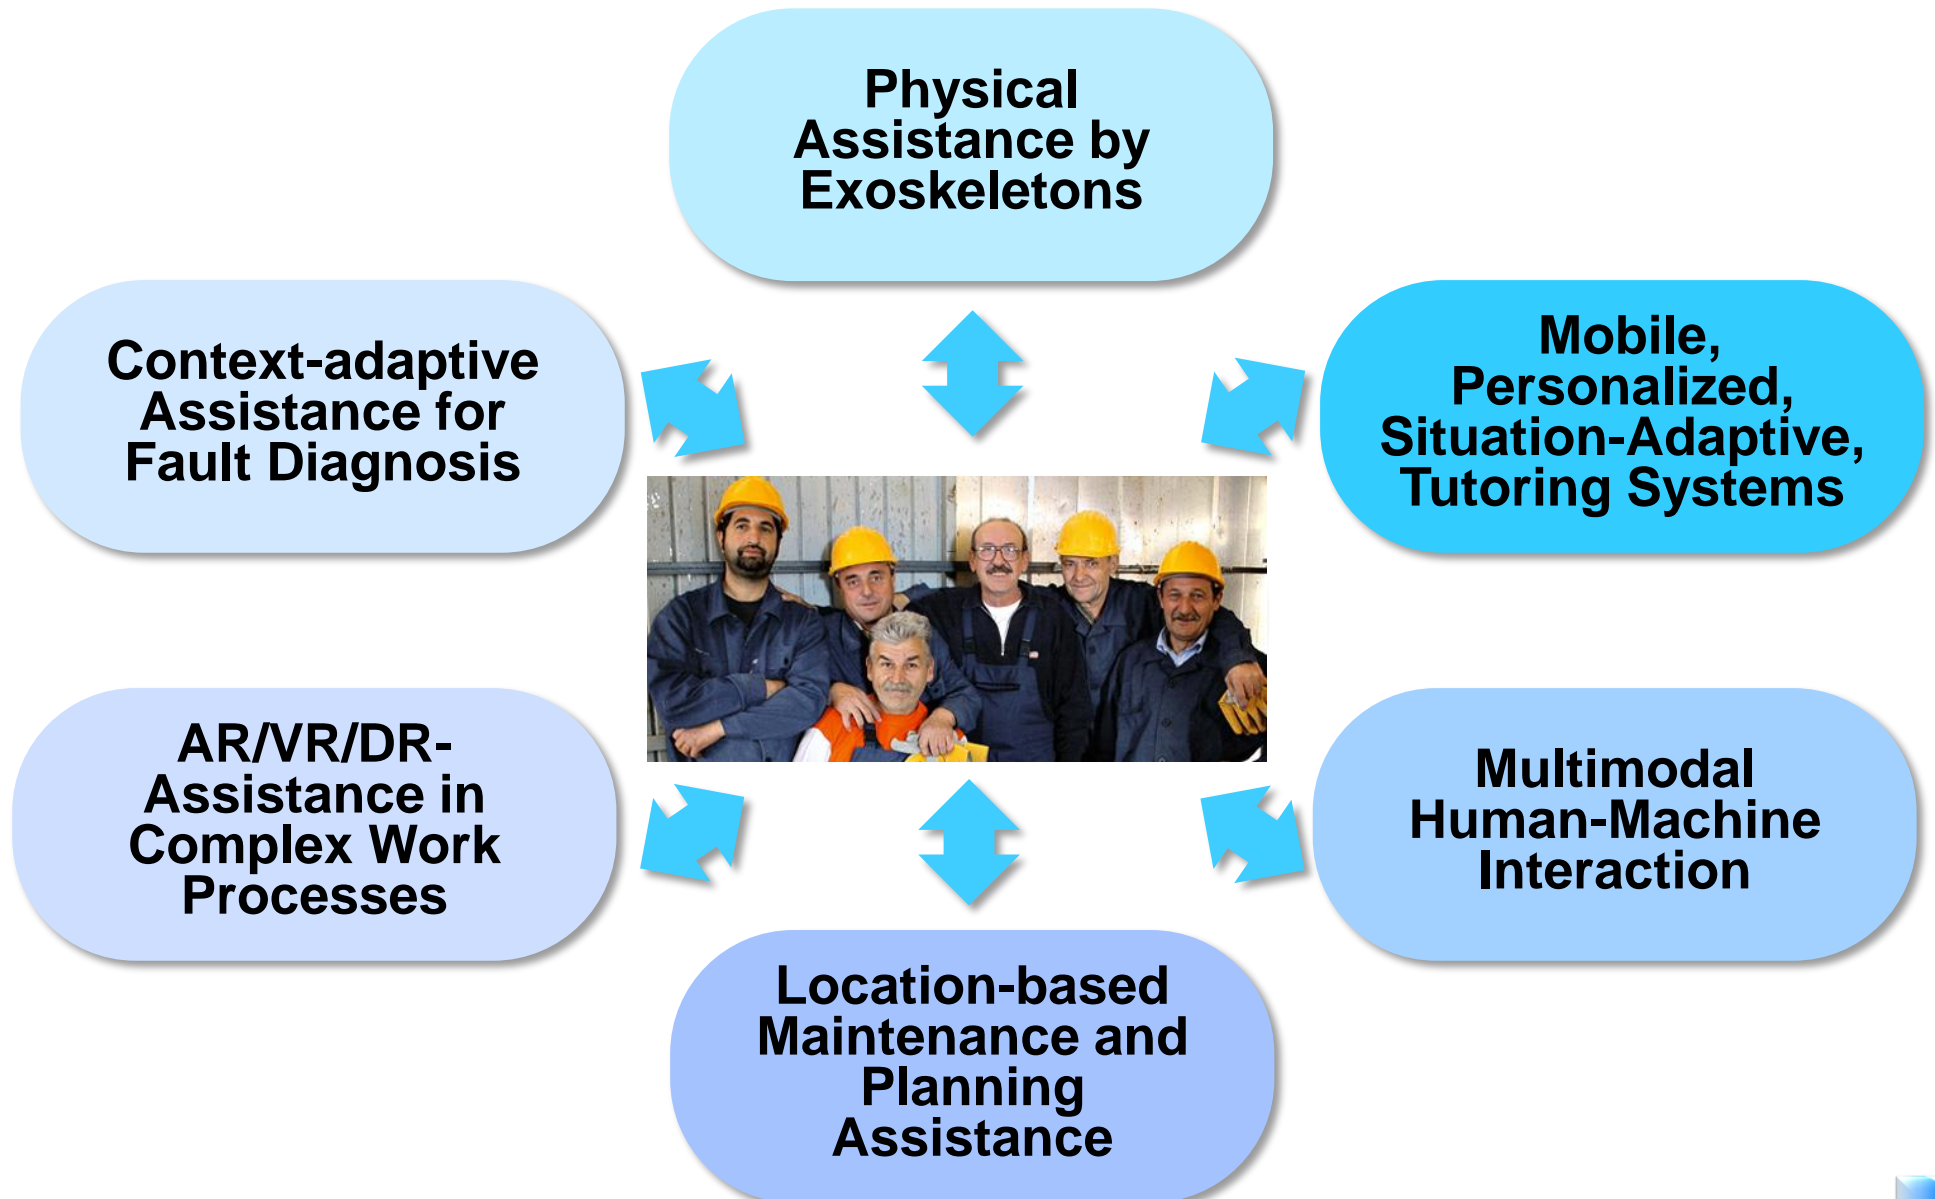 Physical
Assistance by
Exoskeletons
Context-adaptive
Assistance for
Fault Diagnosis
Mobile,
Personalized,
Situation-Adaptive,
Tutoring Systems
AR/VR/DR-
Assistance in
Complex Work
Processes
Multimodal
Human-Machine
Interaction
Location-based
Maintenance and
Planning
Assistance